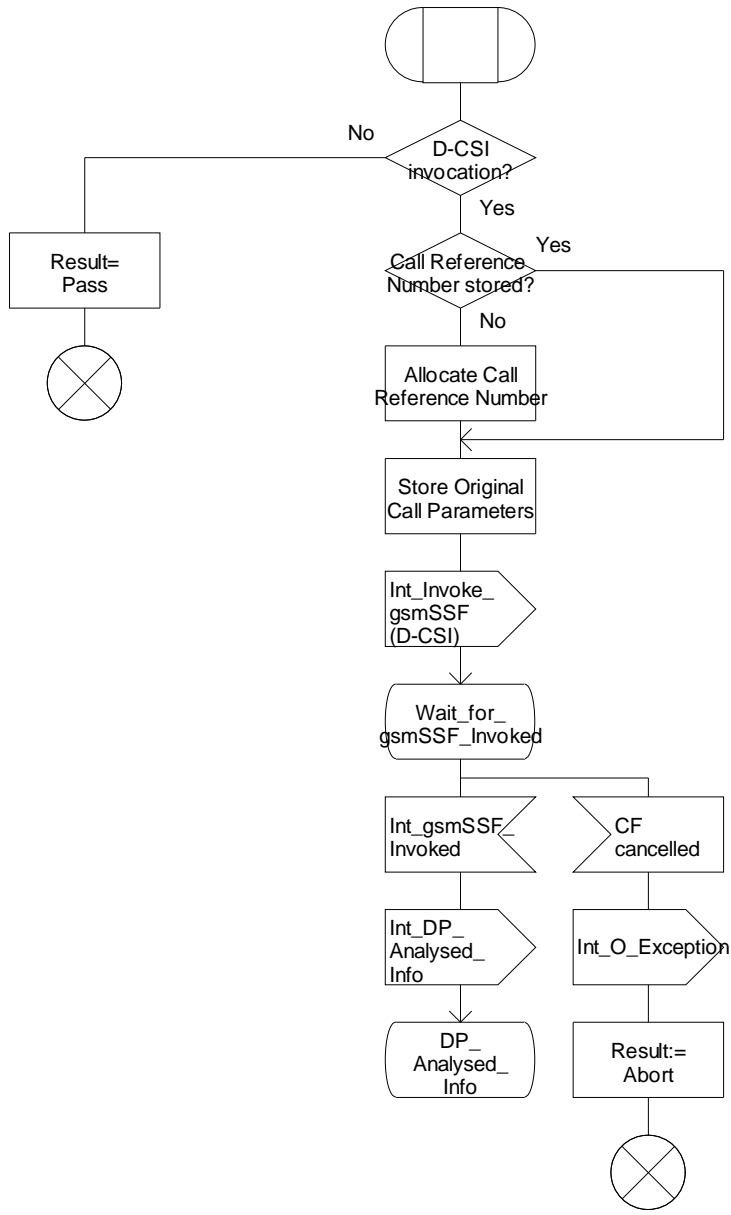 No
D-CSI
invocation?
Yes
Result=
Pass
Call Reference
Number stored?
Yes
No
Allocate Call
Reference Number
Store Original
Call Parameters
Int_Invoke_
gsmSSF
(D-CSI)
Wait_for_
gsmSSF_Invoked
Int_gsmSSF_
Invoked
CF
cancelled
Int_DP_
Analysed_
Info
Int_O_Exception
DP_
Analysed_
Info
Result:=
Abort